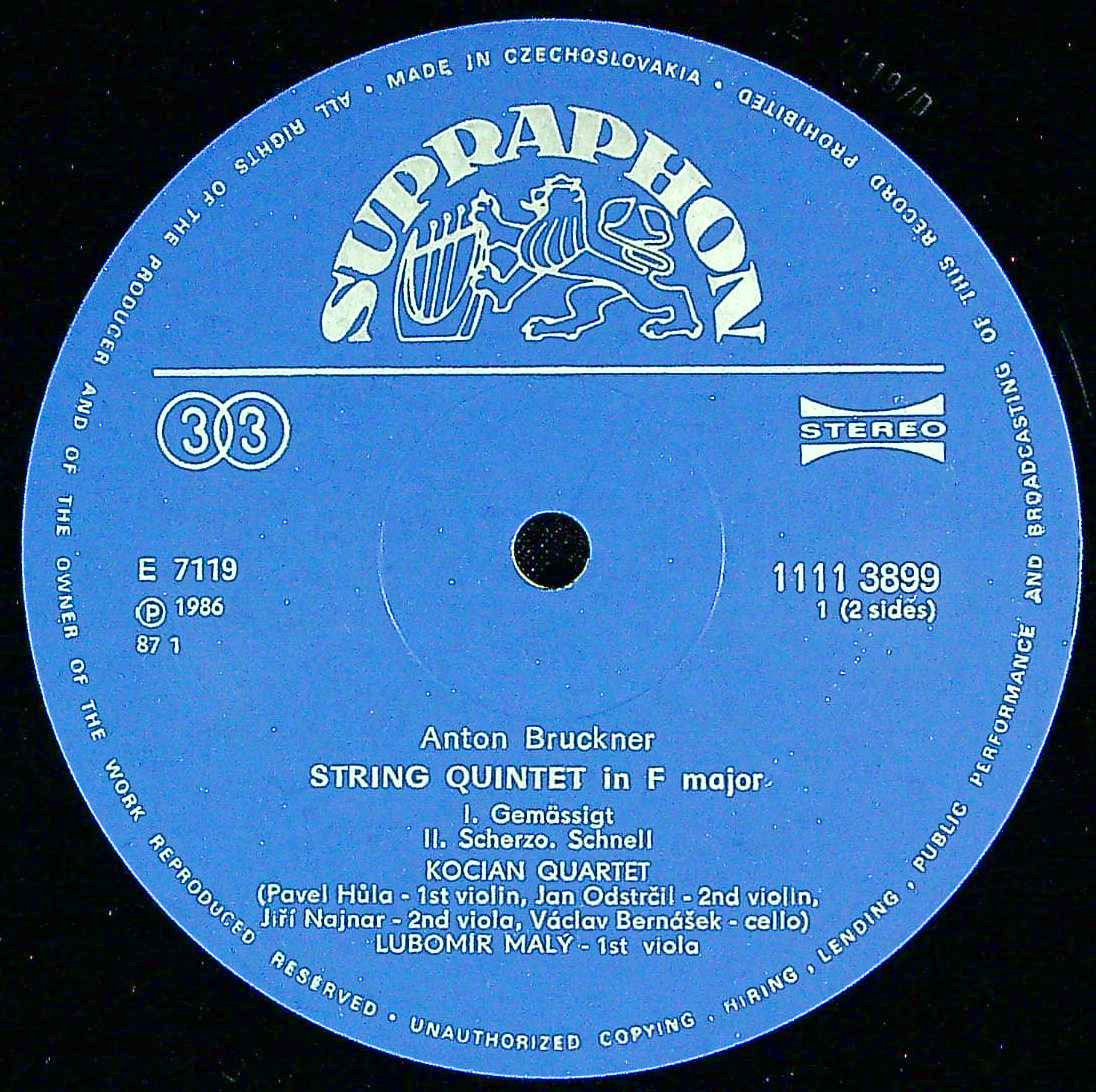 MADE IN CZECHOSLOVAKIA • ALL RIGHTS OF THE PRODUCER AND OF THE OWNER OF THE WORK REPRODUCED RESERVED • UNAUTHORIZED COPYING, HIRING, LENDING, PUBLIC PERFORMANCE AND BROADCASTING OF THIS RECORD PROHIBITED •
SUPRAPHON
33
STEREO
E 7119
1111 3899
Ⓟ 1986
1 (2 sides)
87 1
Anton Bruckner
STRING QUINTET in F major
I. Gemässigt
II. Scherzo. Schnell
KOCIAN QUARTET
(Pavel Hůla - 1st violin, Jan Odstrčil - 2nd violin,
Jiří Najnar - 2nd viola, Václav Bernášek - cello)
LUBOMÍR MALÝ - 1st viola